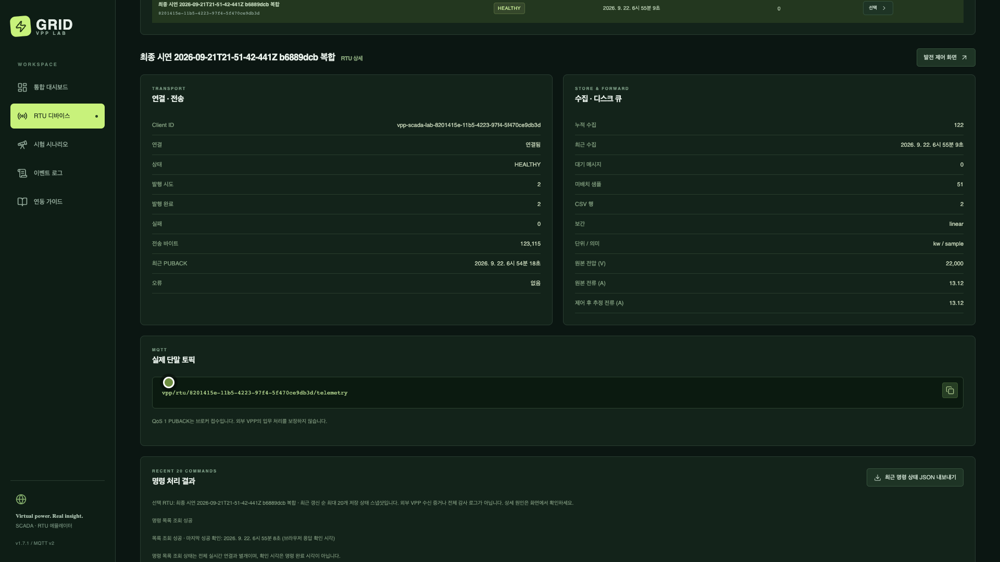 GRID
VPP LAB
WORKSPACE
통합 대시보드
RTU 디바이스
시험 시나리오
이벤트 로그
연동 가이드
Virtual power. Real insight.
SCADA · RTU 에뮬레이터
v1.7.1 / MQTT v2
최종 시연 2026-09-21T21-51-42-441Z b6889dcb 복합
8201415e-11b5-4223-97f4-5f470ce9db3d
HEALTHY
2026. 9. 22. 6시 55분 9초
0
선택
최종 시연 2026-09-21T21-51-42-441Z b6889dcb 복합 RTU 상세
발전 제어 화면
TRANSPORT
연결 · 전송
Client ID vpp-scada-lab-8201415e-11b5-4223-97f4-5f470ce9db3d
연결 연결됨
상태 HEALTHY
발행 시도 2
발행 완료 2
실패 0
전송 바이트 123,115
최근 PUBACK 2026. 9. 22. 6시 54분 18초
오류 없음
STORE & FORWARD
수집 · 디스크 큐
누적 수집 122
최근 수집 2026. 9. 22. 6시 55분 9초
대기 메시지 0
미배치 샘플 51
CSV 행 2
보간 linear
단위 / 의미 kw / sample
원본 전압 (V) 22,000
원본 전류 (A) 13.12
제어 후 추정 전류 (A) 13.12
MQTT
실제 단말 토픽
vpp/rtu/8201415e-11b5-4223-97f4-5f470ce9db3d/telemetry
QoS 1 PUBACK는 브로커 접수입니다. 외부 VPP의 업무 처리를 보장하지 않습니다.
RECENT 20 COMMANDS
명령 처리 결과
최근 명령 상태 JSON 내보내기
선택 RTU: 최종 시연 2026-09-21T21-51-42-441Z b6889dcb 복합 · 최근 갱신 순 최대 20개 저장 상태 스냅샷입니다. 외부 VPP 수신 증거나 전체 감사 로그가 아닙니다. 상세 원인은 화면에서 확인하세요.
명령 목록 조회 성공
목록 조회 성공 · 마지막 성공 확인: 2026. 9. 22. 6시 55분 8초 (브라우저 응답 확인 시각)
명령 목록 조회 상태는 전체 실시간 연결과 별개이며, 확인 시각은 명령 완료 시각이 아닙니다.